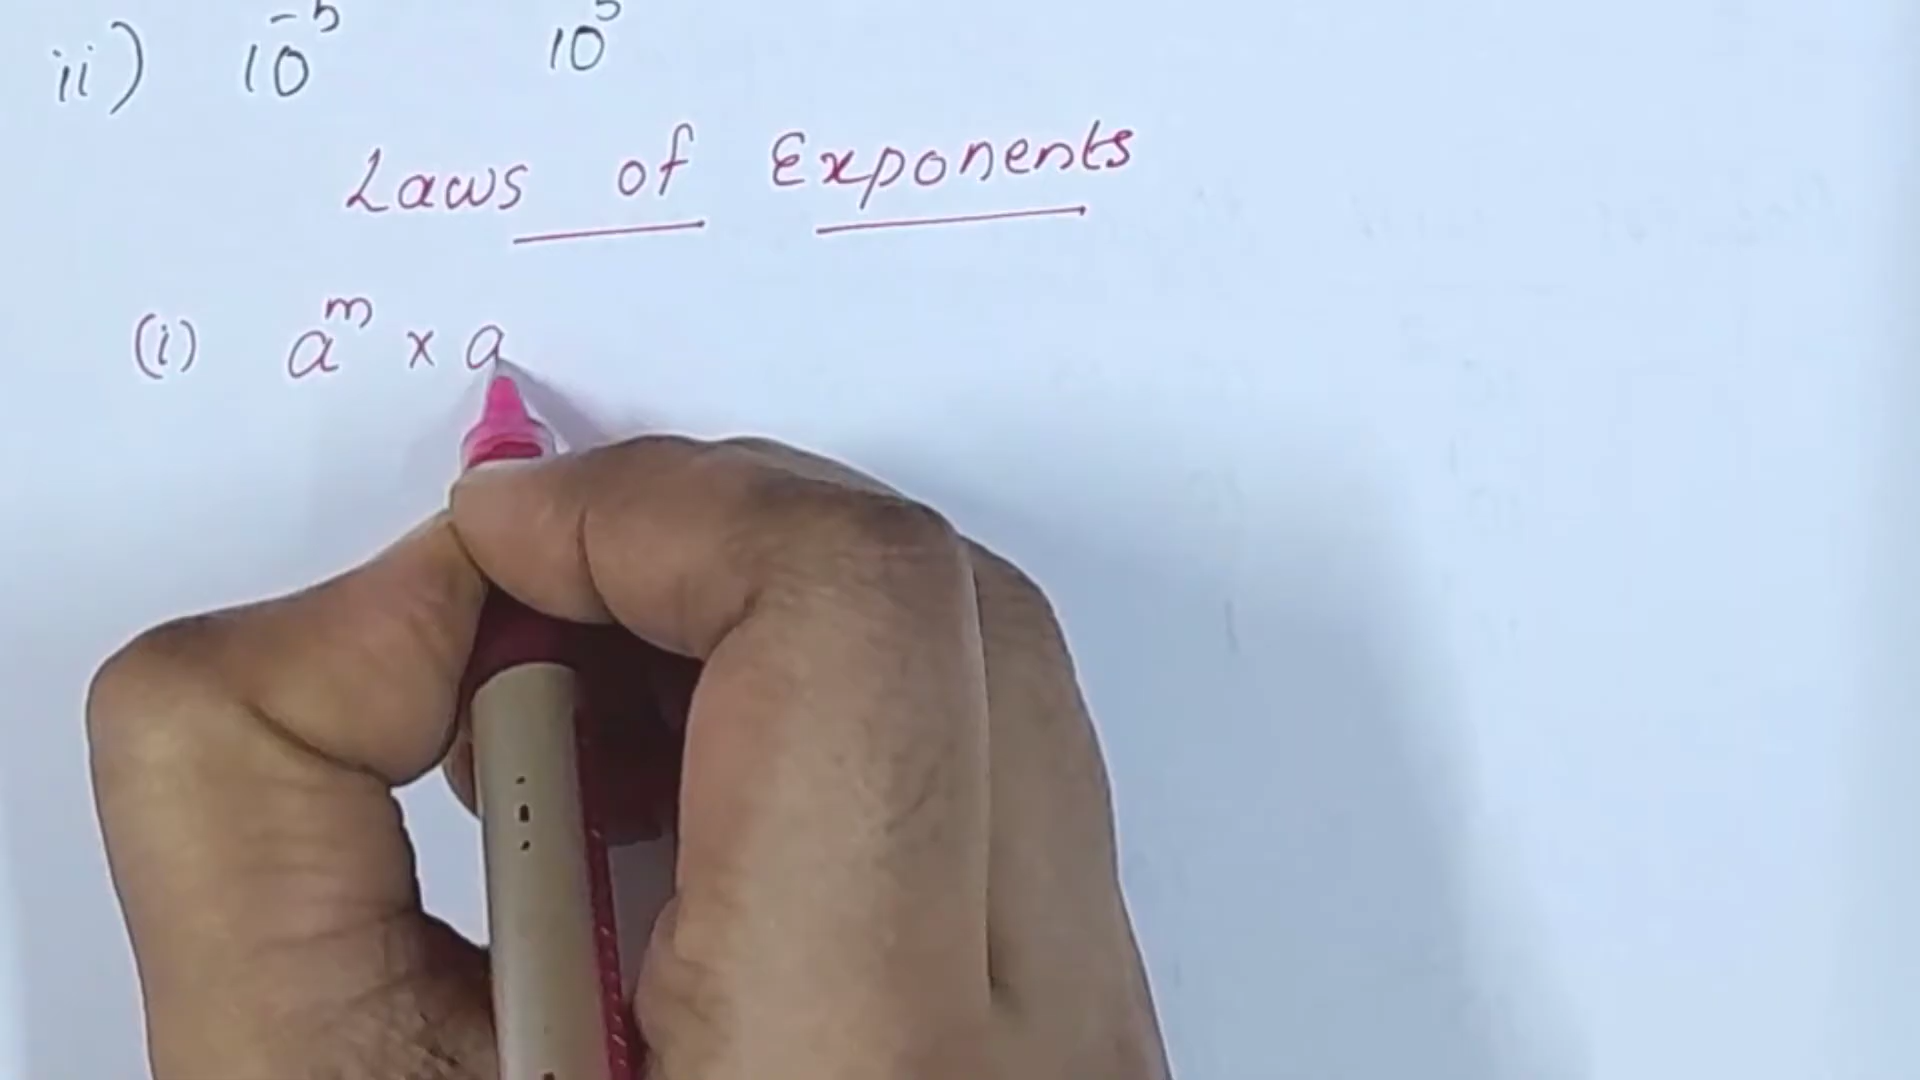 ii) 10⁻⁵ 10⁵
Laws of Exponents
(i) aᵐ × a